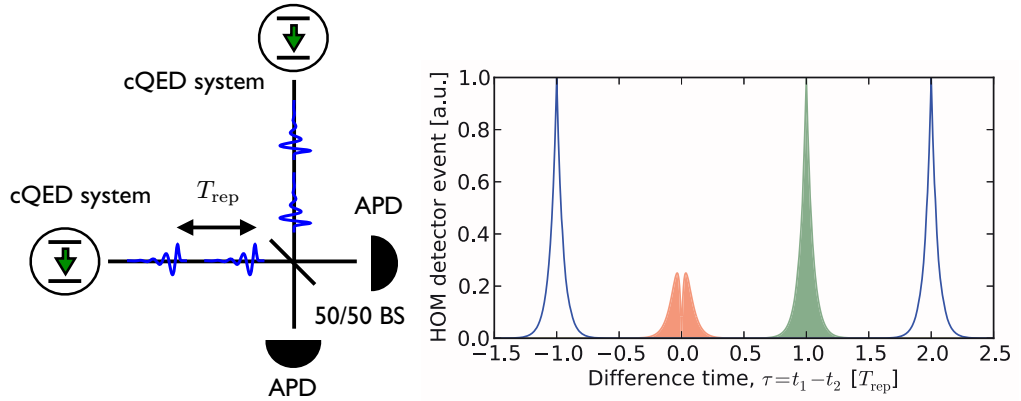 cQED system
cQED system
T_rep
APD
50/50 BS
APD
HOM detector event [a.u.]
1.0
0.8
0.6
0.4
0.2
0.0
−1.5 −1.0 −0.5 0.0 0.5 1.0 1.5 2.0 2.5
Difference time, τ=t₁−t₂ [T_rep]